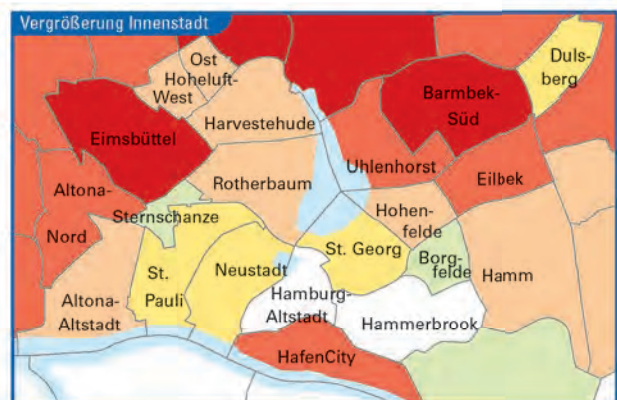 Vergrößerung Innenstadt
Ost
Hoheluft-
West
Duls-
berg
Barmbek-
Süd
Eimsbüttel
Harvestehude
Uhlenhorst
Eilbek
Altona-
Nord
Rotherbaum
Sternschanze
Hohen-
felde
St. Georg
Borg-
felde
Hamm
St.
Pauli
Neustadt
Hamburg-
Altstadt
Altona-
Altstadt
Hammerbrook
HafenCity